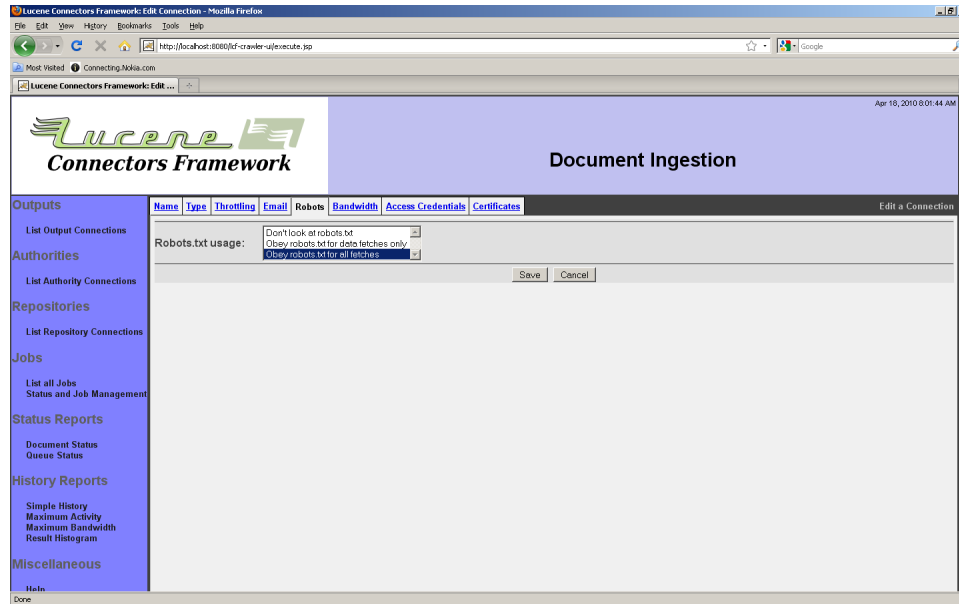 Lucene Connectors Framework: Edit Connection - Mozilla Firefox
File Edit View History Bookmarks Tools Help
http://localhost:8080/lcf-crawler-ui/execute.jsp
Google
Most Visited Connecting.Nokia.com
Lucene Connectors Framework: Edit ...
Apr 18, 2010 8:01:44 AM
Lucene
Connectors Framework
Document Ingestion
Name Type Throttling Email Robots Bandwidth Access Credentials Certificates Edit a Connection
Robots.txt usage:
Don't look at robots.txt
Obey robots.txt for data fetches only
Obey robots.txt for all fetches
Save Cancel
Outputs
List Output Connections
Authorities
List Authority Connections
Repositories
List Repository Connections
Jobs
List all Jobs
Status and Job Management
Status Reports
Document Status
Queue Status
History Reports
Simple History
Maximum Activity
Maximum Bandwidth
Result Histogram
Miscellaneous
Help
Done